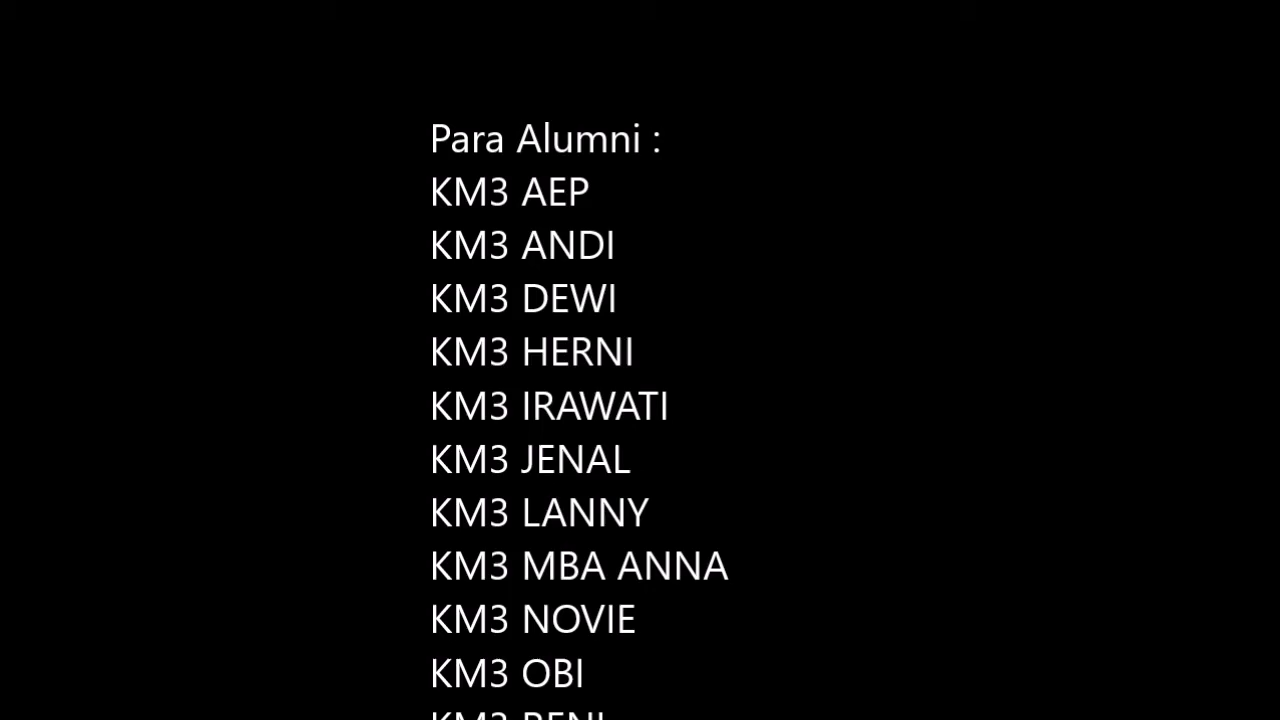 Para Alumni :
KM3 AEP
KM3 ANDI
KM3 DEWI
KM3 HERNI
KM3 IRAWATI
KM3 JENAL
KM3 LANNY
KM3 MBA ANNA
KM3 NOVIE
KM3 OBI
KM3